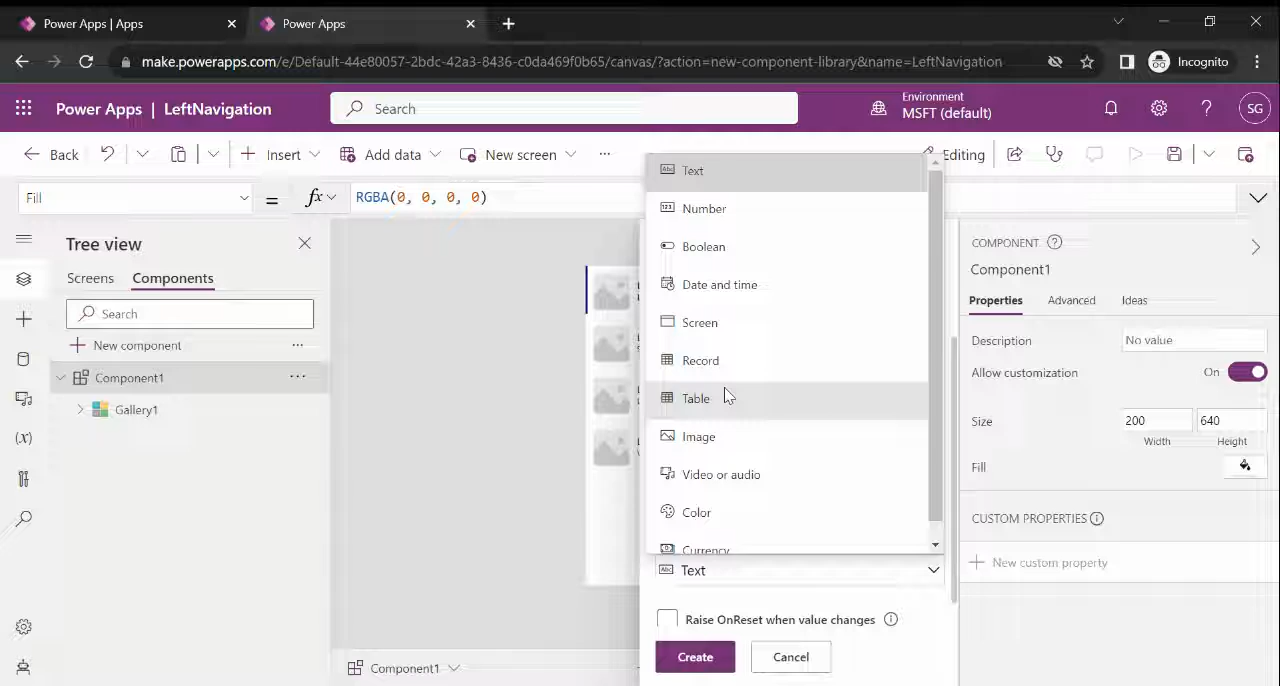 Power Apps | Apps
Power Apps
make.powerapps.com/e/Default-44e80057-2bdc-42a3-8436-c0da469f0b65/canvas/?action=new-component-library&name=LeftNavigation
Incognito
Power Apps | LeftNavigation
Search
Environment
MSFT (default)
SG
Back
Insert
Add data
New screen
Editing
Fill
=
fx
RGBA(0, 0, 0, 0)
Tree view
Screens
Components
Search
New component
Component1
Gallery1
Text
Number
Boolean
Date and time
Screen
Record
Table
Image
Video or audio
Color
Currency
Text
Raise OnReset when value changes
Create
Cancel
Component1
COMPONENT
Component1
Properties
Advanced
Ideas
Description
No value
Allow customization
On
Size
200
640
Width
Height
Fill
CUSTOM PROPERTIES
New custom property